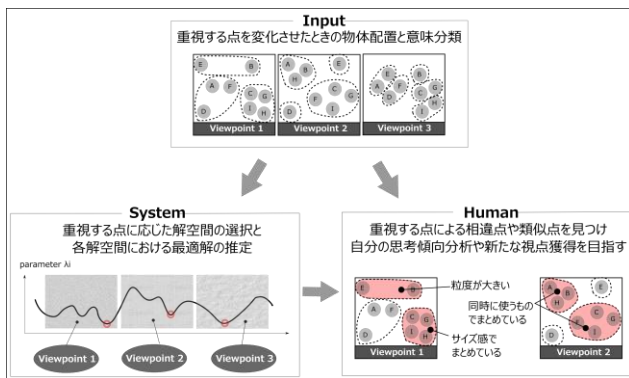 Input
重視する点を変化させたときの物体配置と意味分類
E
B
A
F
D
C
G
I
H
Viewpoint 1
A
B
H
E
F
C
G
I
D
Viewpoint 2
E
F
A
B
D
C
G
H
I
Viewpoint 3
System
重視する点に応じた解空間の選択と
各解空間における最適解の推定
parameter λi
Viewpoint 1
Viewpoint 2
Viewpoint 3
Human
重視する点による相違点や類似点を見つけ
自分の思考傾向分析や新たな視点獲得を目指す
E
B
A
F
D
C
G
I
H
Viewpoint 1
粒度が大きい
同時に使うもの
でまとめている
サイズ感で
まとめている
A
B
H
E
F
C
G
I
D
Viewpoint 2